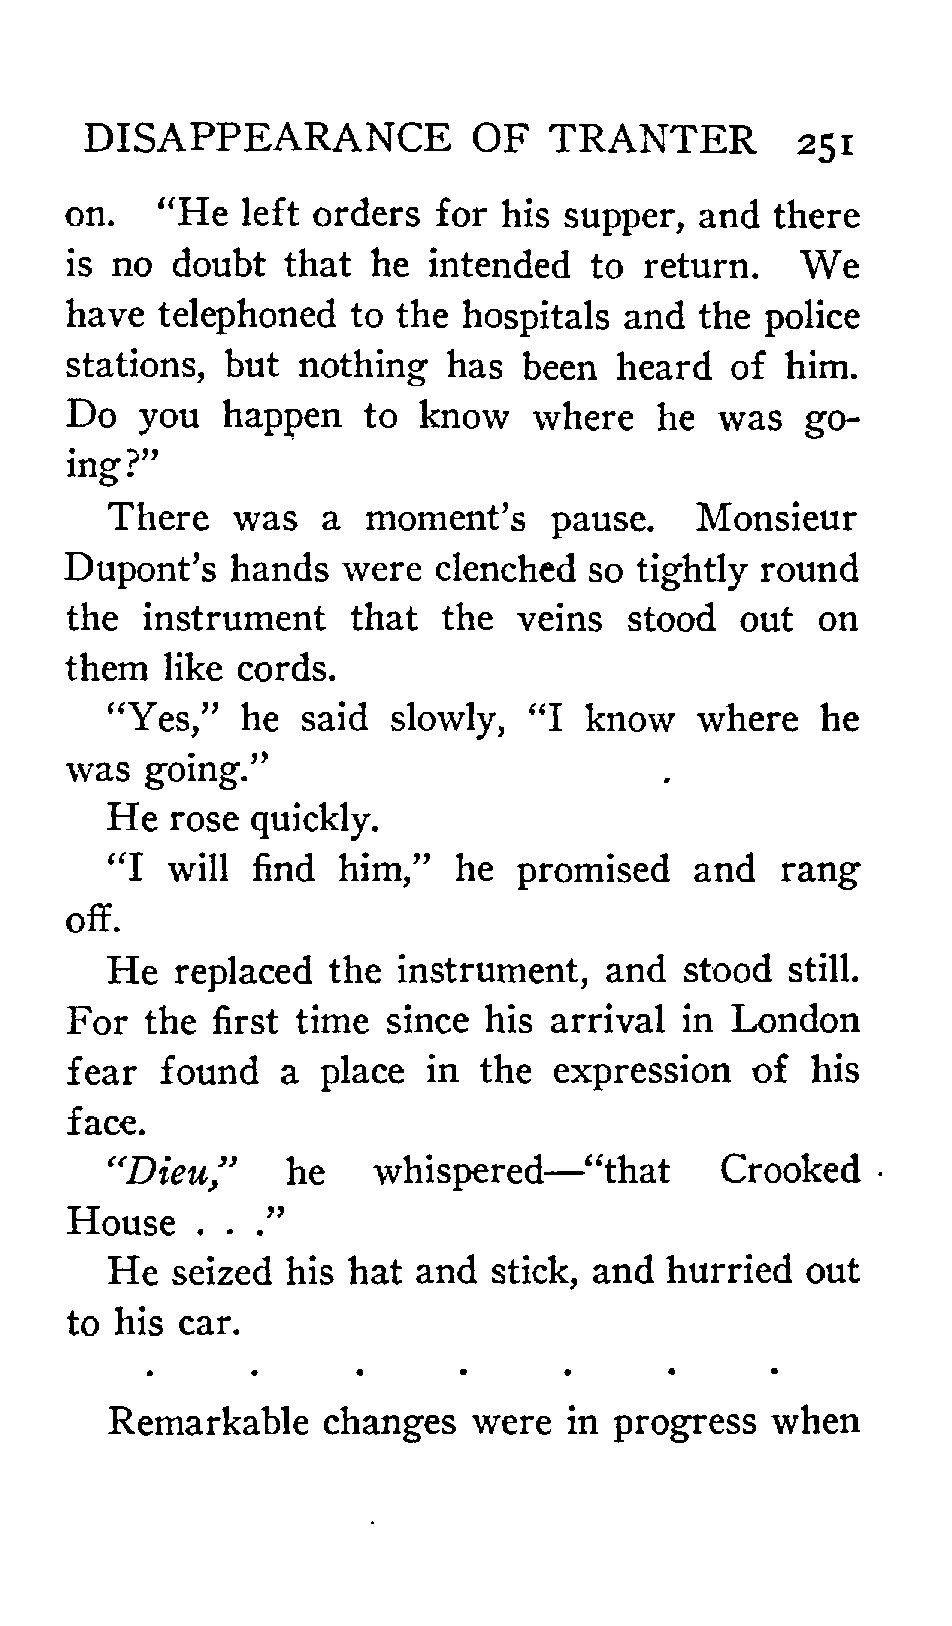 DISAPPEARANCE OF TRANTER 251
on. "He left orders for his supper, and there
is no doubt that he intended to return. We
have telephoned to the hospitals and the police
stations, but nothing has been heard of him.
Do you happen to know where he was go-
ing?"
There was a moment's pause. Monsieur
Dupont's hands were clenched so tightly round
the instrument that the veins stood out on
them like cords.
"Yes," he said slowly, "I know where he
was going."
He rose quickly.
"I will find him," he promised and rang
off.
He replaced the instrument, and stood still.
For the first time since his arrival in London
fear found a place in the expression of his
face.
"Dieu," he whispered—"that Crooked
House . . ."
He seized his hat and stick, and hurried out
to his car.
. . . . . . .
Remarkable changes were in progress when